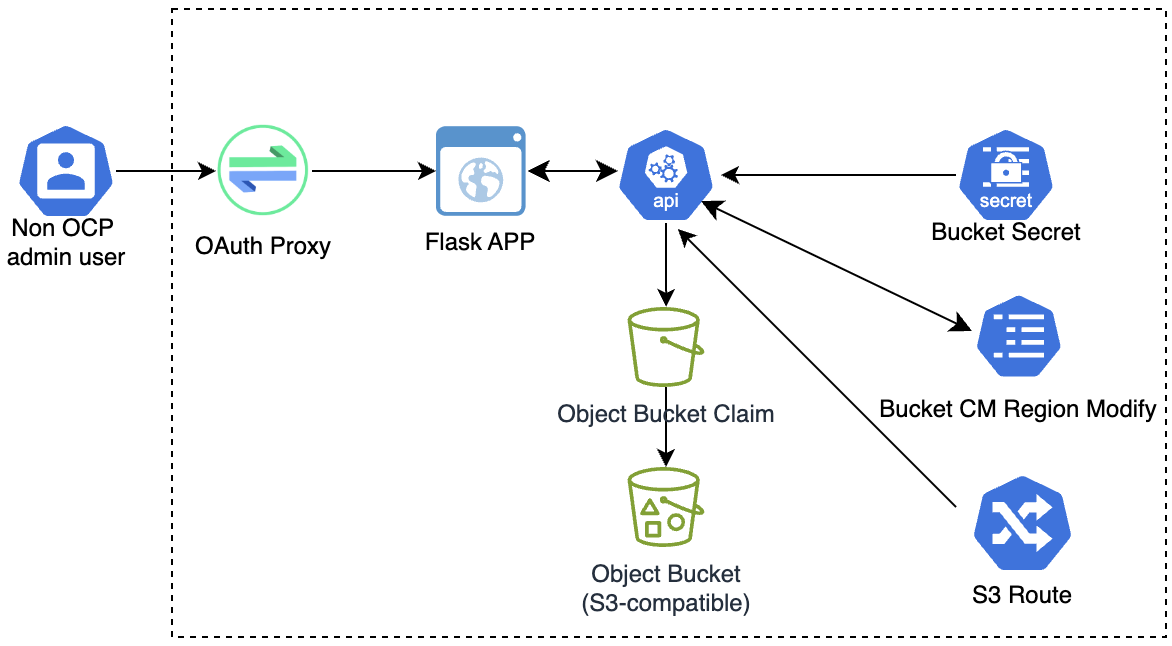 Non OCP
admin user
OAuth Proxy
Flask APP
api
secret
Bucket Secret
Object Bucket Claim
Bucket CM Region Modify
Object Bucket
(S3-compatible)
S3 Route